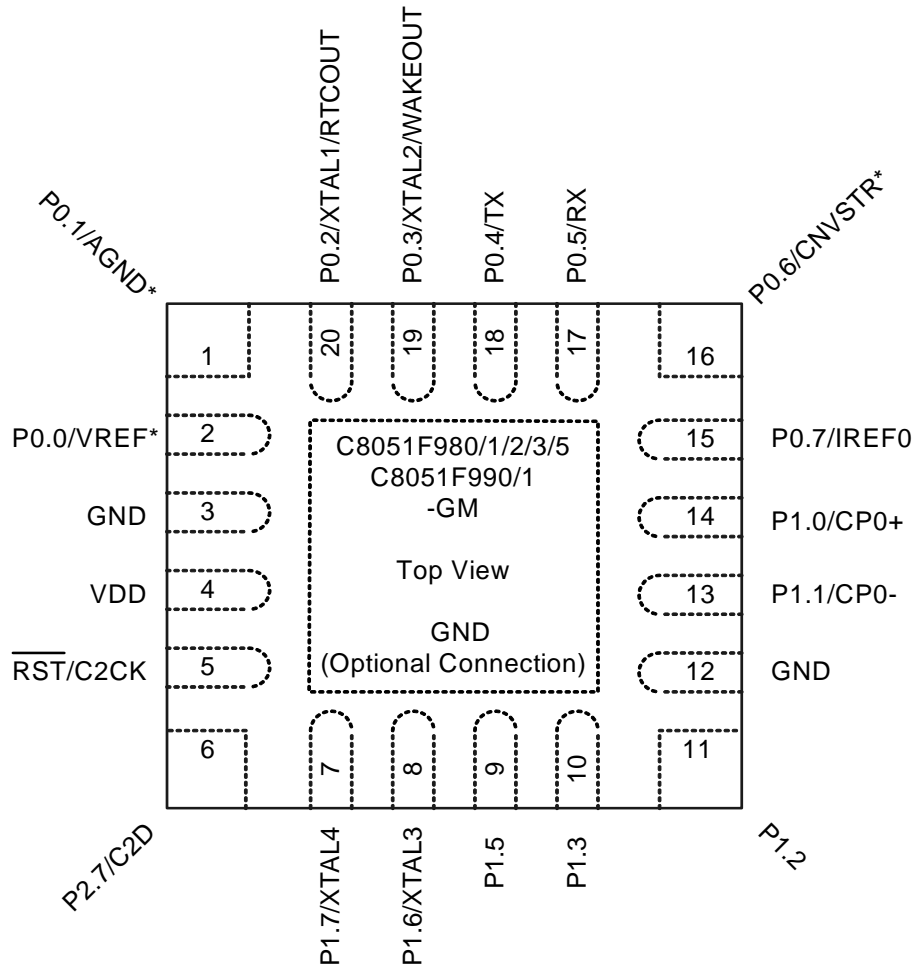 P0.2/XTAL1/RTCOUT
P0.3/XTAL2/WAKEOUT
P0.4/TX
P0.5/RX
P0.1/AGND*
P0.6/CNVSTR*
1
20
19
18
17
16
P0.0/VREF*
2
15
P0.7/IREF0
GND
3
14
P1.0/CP0+
VDD
4
13
P1.1/CP0-
RST/C2CK
5
12
GND
C8051F980/1/2/3/5
C8051F990/1
-GM
Top View
GND
(Optional Connection)
6
7
8
9
10
11
P2.7/C2D
P1.7/XTAL4
P1.6/XTAL3
P1.5
P1.3
P1.2